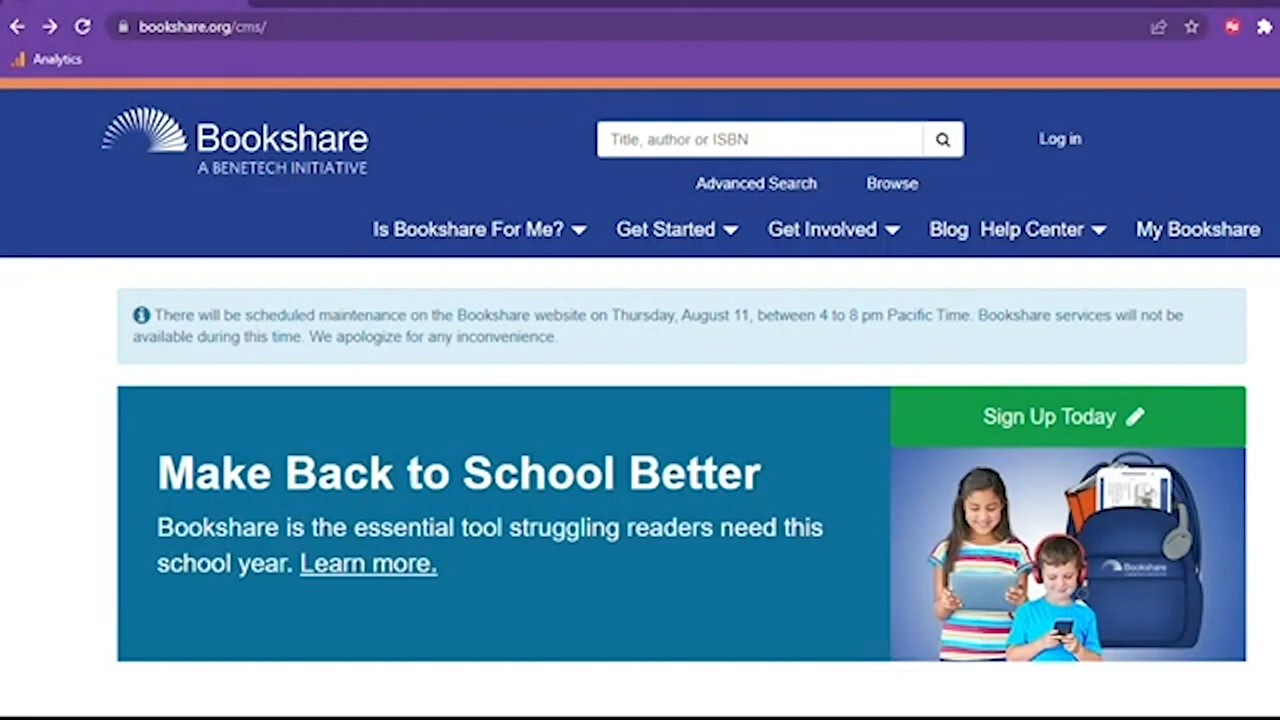 bookshare.org/cms/
Analytics
Bookshare
A BENETECH INITIATIVE
Title, author or ISBN
Log in
Advanced Search Browse
Is Bookshare For Me? Get Started Get Involved Blog Help Center My Bookshare
There will be scheduled maintenance on the Bookshare website on Thursday, August 11, between 4 to 8 pm Pacific Time. Bookshare services will not be
available during this time. We apologize for any inconvenience.
Sign Up Today
Make Back to School Better
Bookshare is the essential tool struggling readers need this
school year. Learn more.
Bookshare